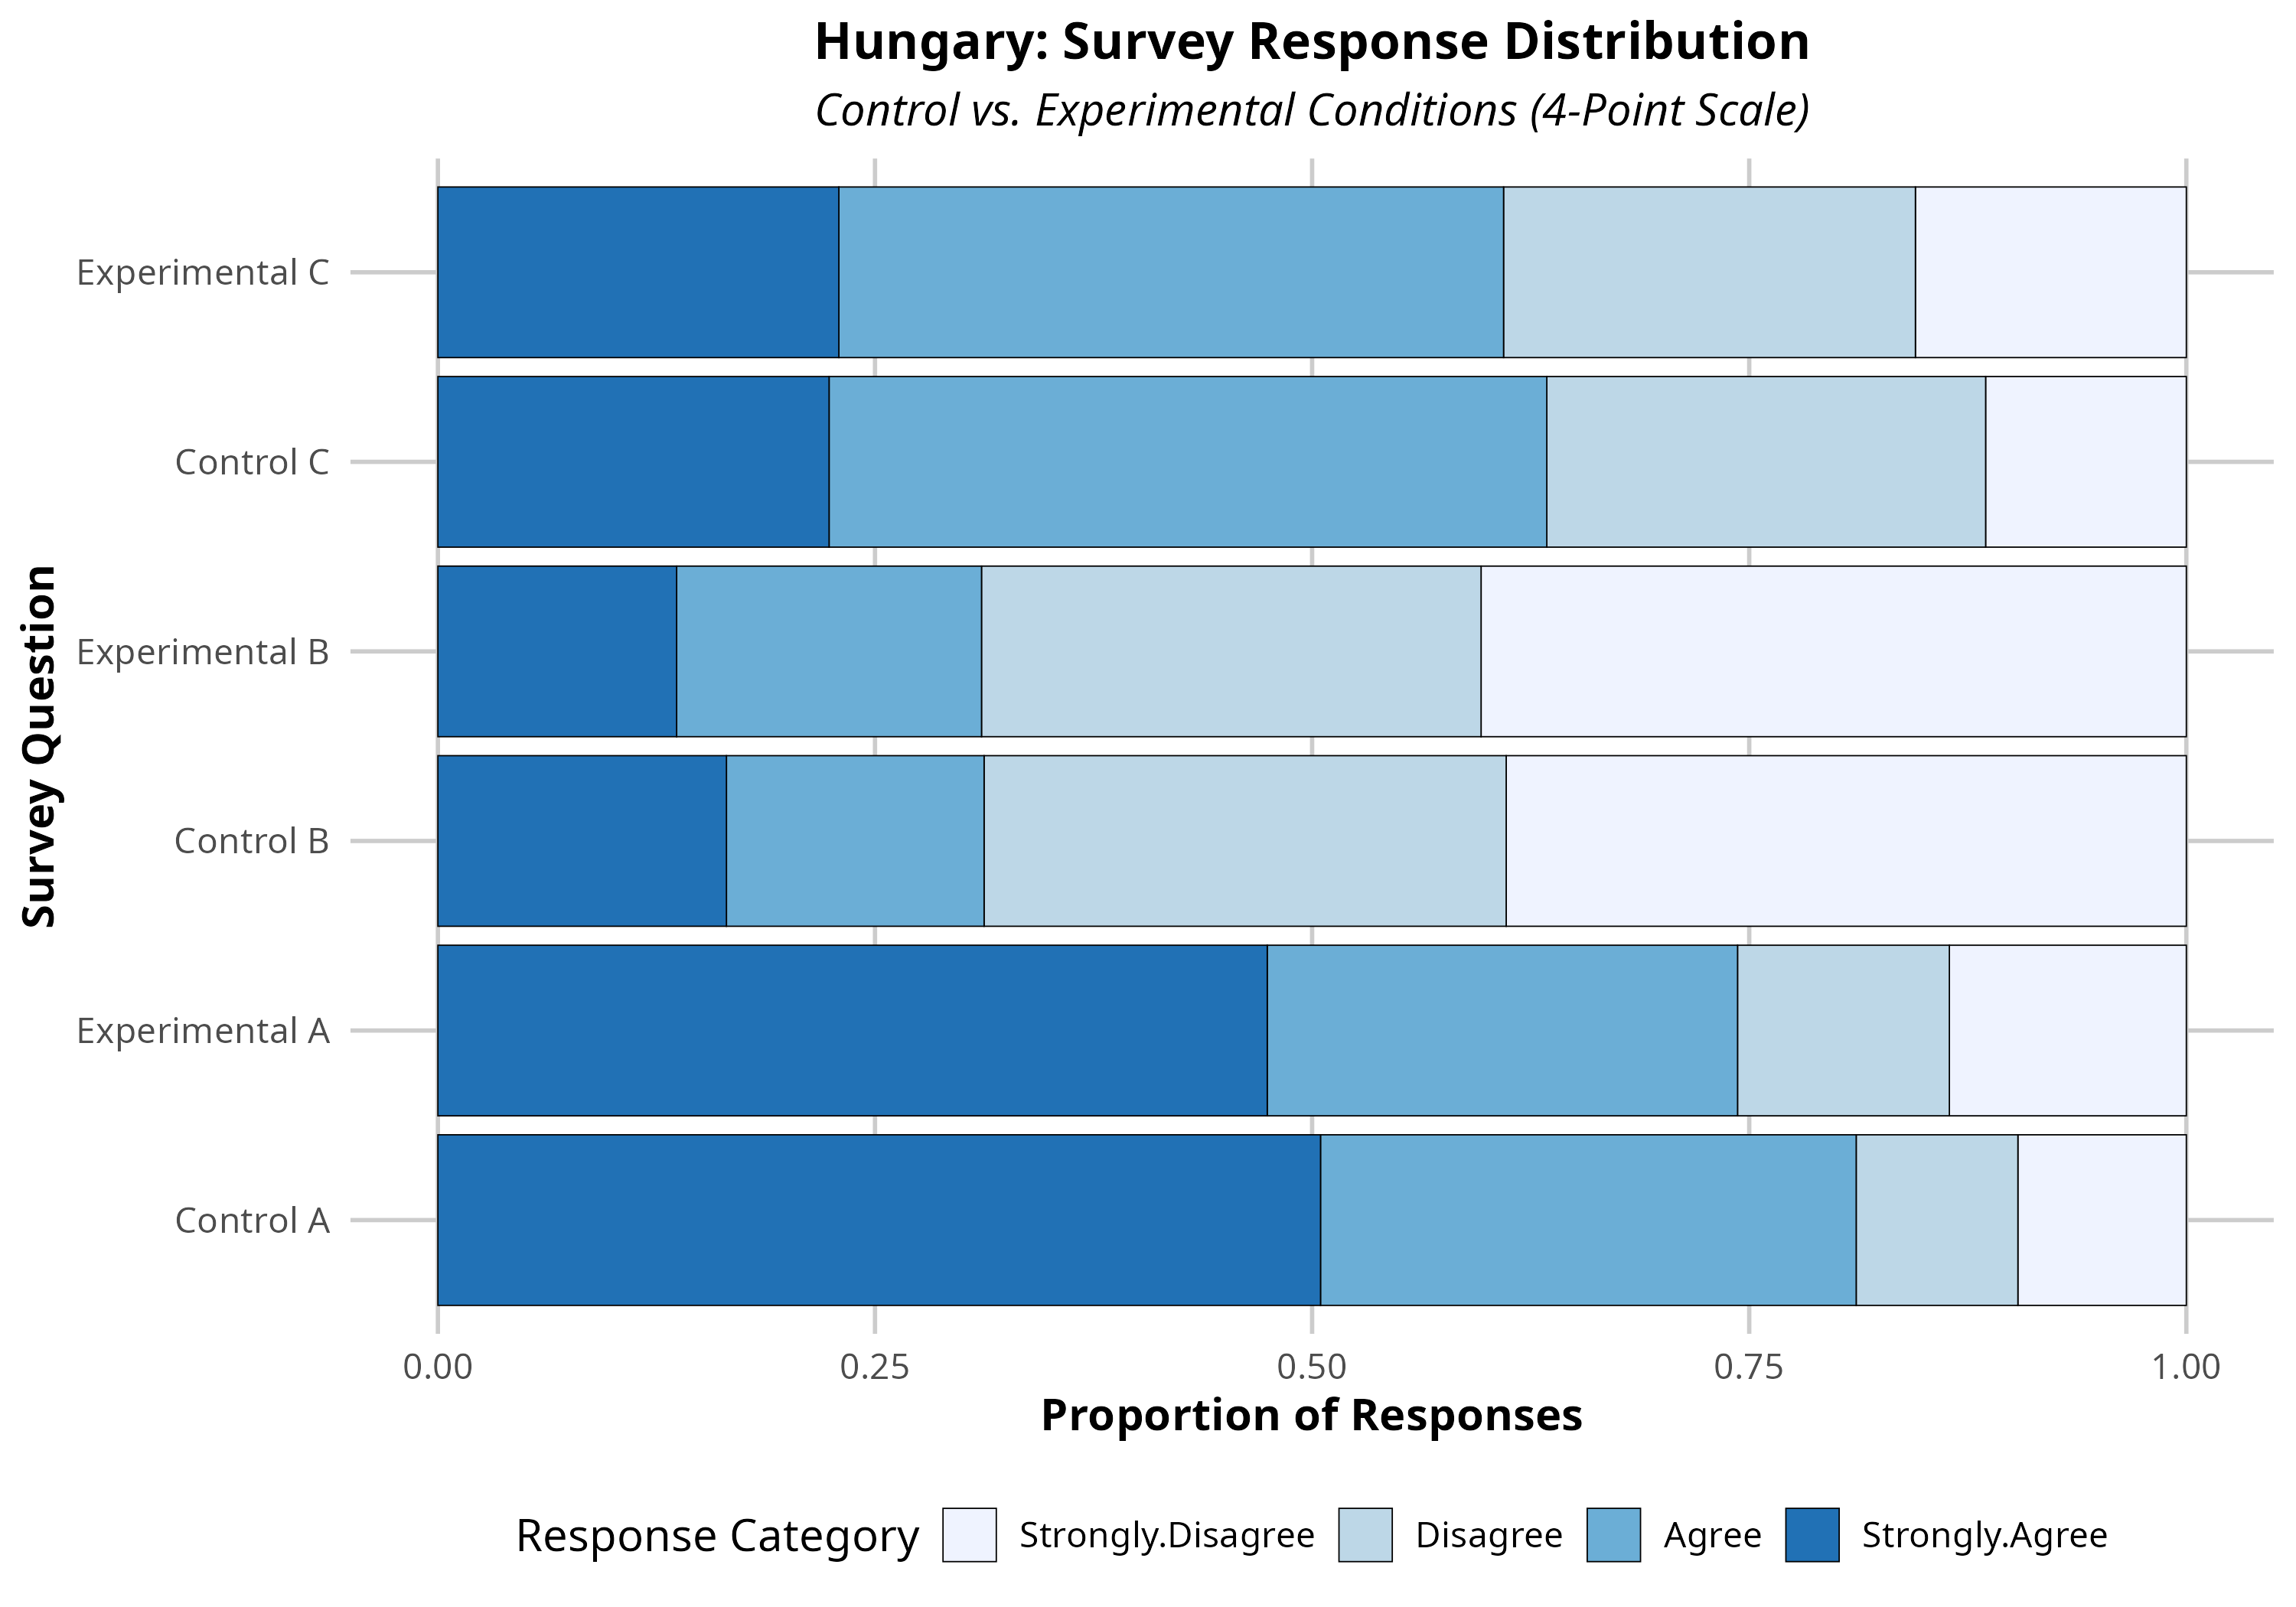 Hungary: Survey Response Distribution
Control vs. Experimental Conditions (4-Point Scale)
Survey Question
Experimental C
Control C
Experimental B
Control B
Experimental A
Control A
0.00 0.25 0.50 0.75 1.00
Proportion of Responses
Response Category Strongly.Disagree Disagree Agree Strongly.Agree